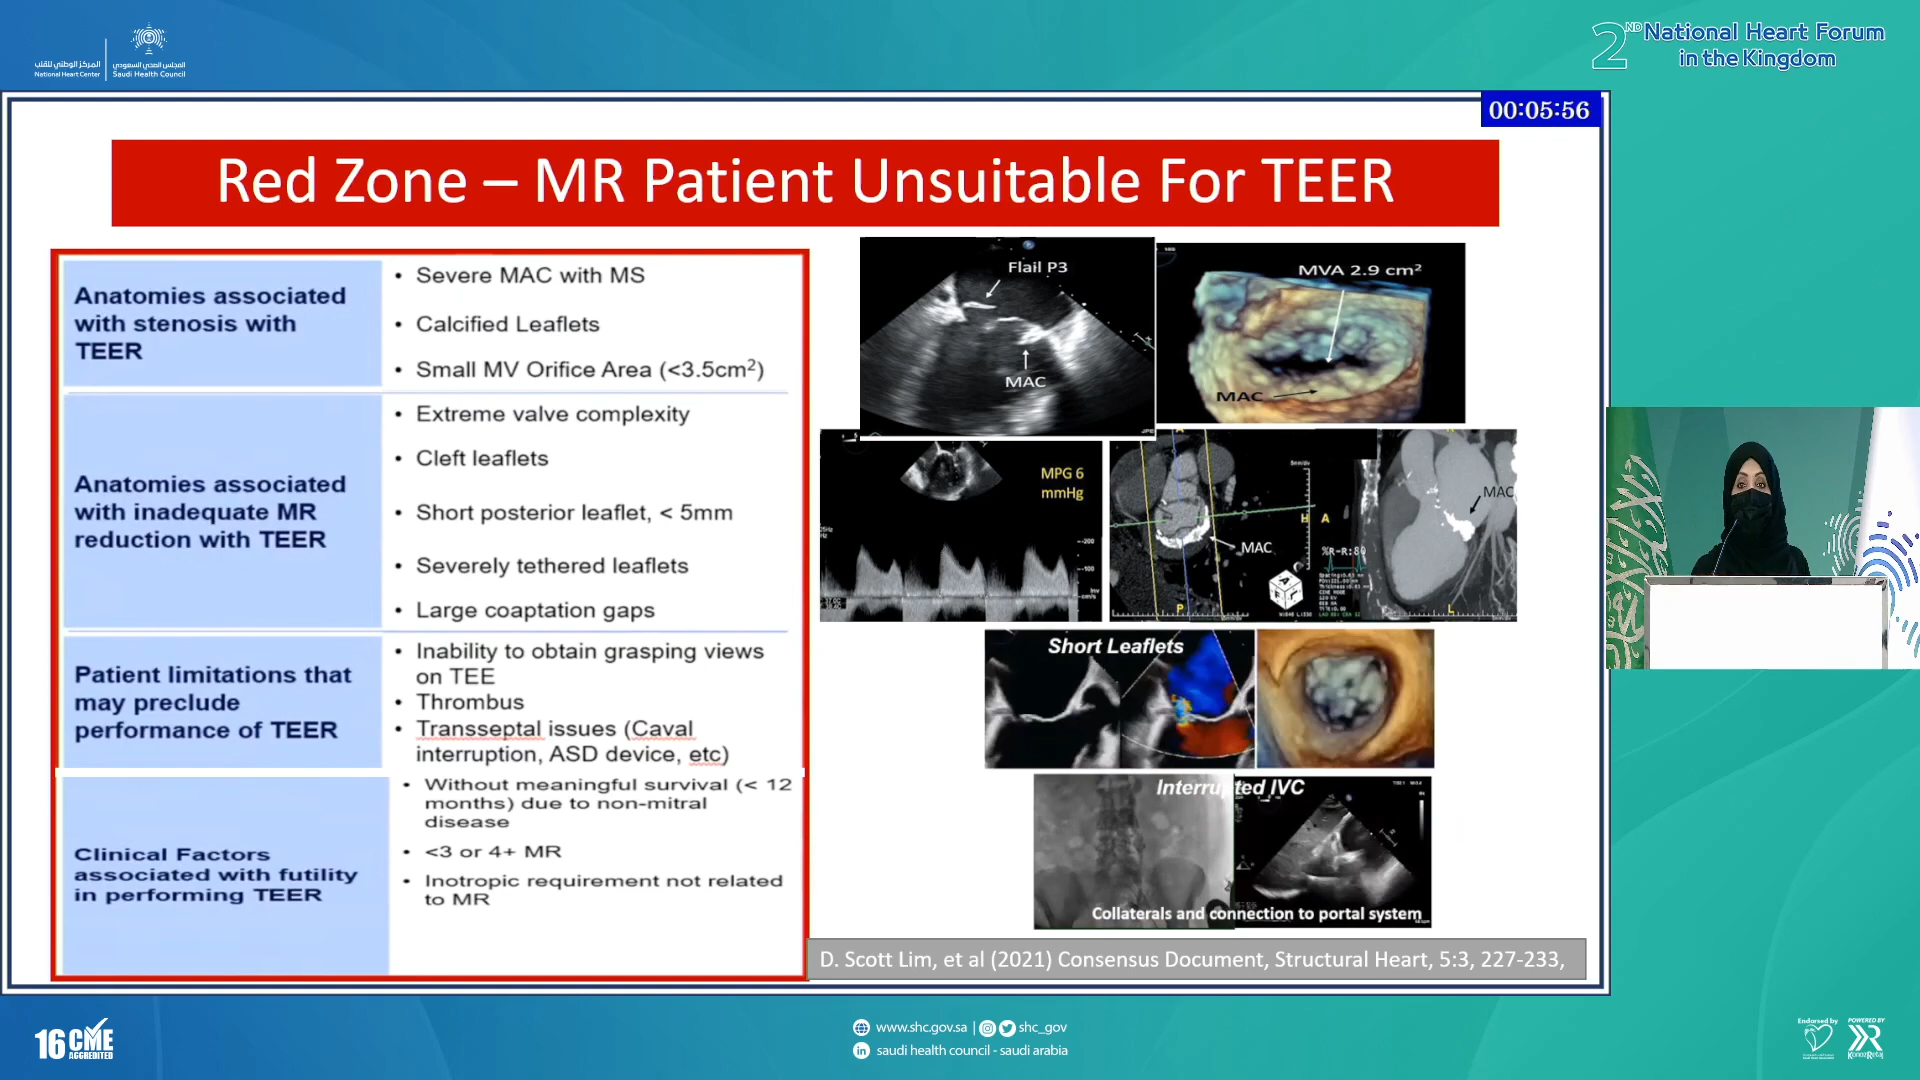 المركز الوطني للقلب
National Heart Center
المجلس الصحي السعودي
Saudi Health Council
2ND National Heart Forum
in the Kingdom
00:05:56
Red Zone – MR Patient Unsuitable For TEER
Anatomies associated
with stenosis with
TEER
• Severe MAC with MS
• Calcified Leaflets
• Small MV Orifice Area (<3.5cm²)
Anatomies associated
with inadequate MR
reduction with TEER
• Extreme valve complexity
• Cleft leaflets
• Short posterior leaflet, < 5mm
• Severely tethered leaflets
• Large coaptation gaps
Patient limitations that
may preclude
performance of TEER
• Inability to obtain grasping views
on TEE
• Thrombus
• Transseptal issues (Caval
interruption, ASD device, etc)
Clinical Factors
associated with futility
in performing TEER
• Without meaningful survival (< 12
months) due to non-mitral
disease
• <3 or 4+ MR
• Inotropic requirement not related
to MR
Flail P3
MAC
MVA 2.9 cm²
MAC
MPG 6
mmHg
-200
-100
cm/s
MAC
H A
P
%R-R:80
MAC
L
Short Leaflets
Interrupted IVC
Collaterals and connection to portal system
D. Scott Lim, et al (2021) Consensus Document, Structural Heart, 5:3, 227-233,
16 CME
ACCREDITED
www.shc.gov.sa | shc_gov
saudi health council - saudi arabia
Endorsed by
POWERED BY
KonozRetaj